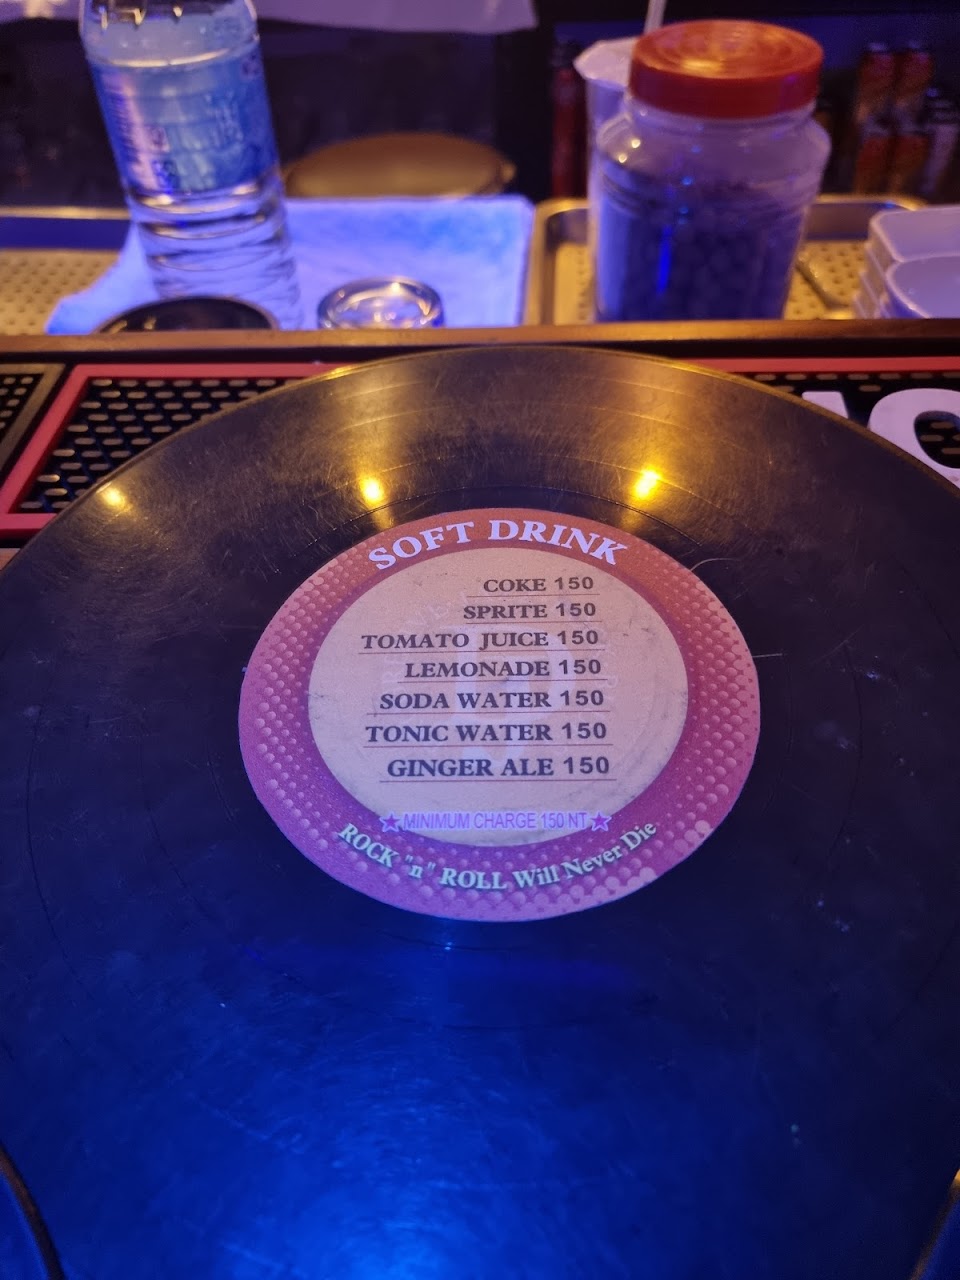 SOFT DRINK
COKE 150
SPRITE 150
TOMATO JUICE 150
LEMONADE 150
SODA WATER 150
TONIC WATER 150
GINGER ALE 150
★MINIMUM CHARGE 150 NT★
ROCK "n" ROLL Will Never Die